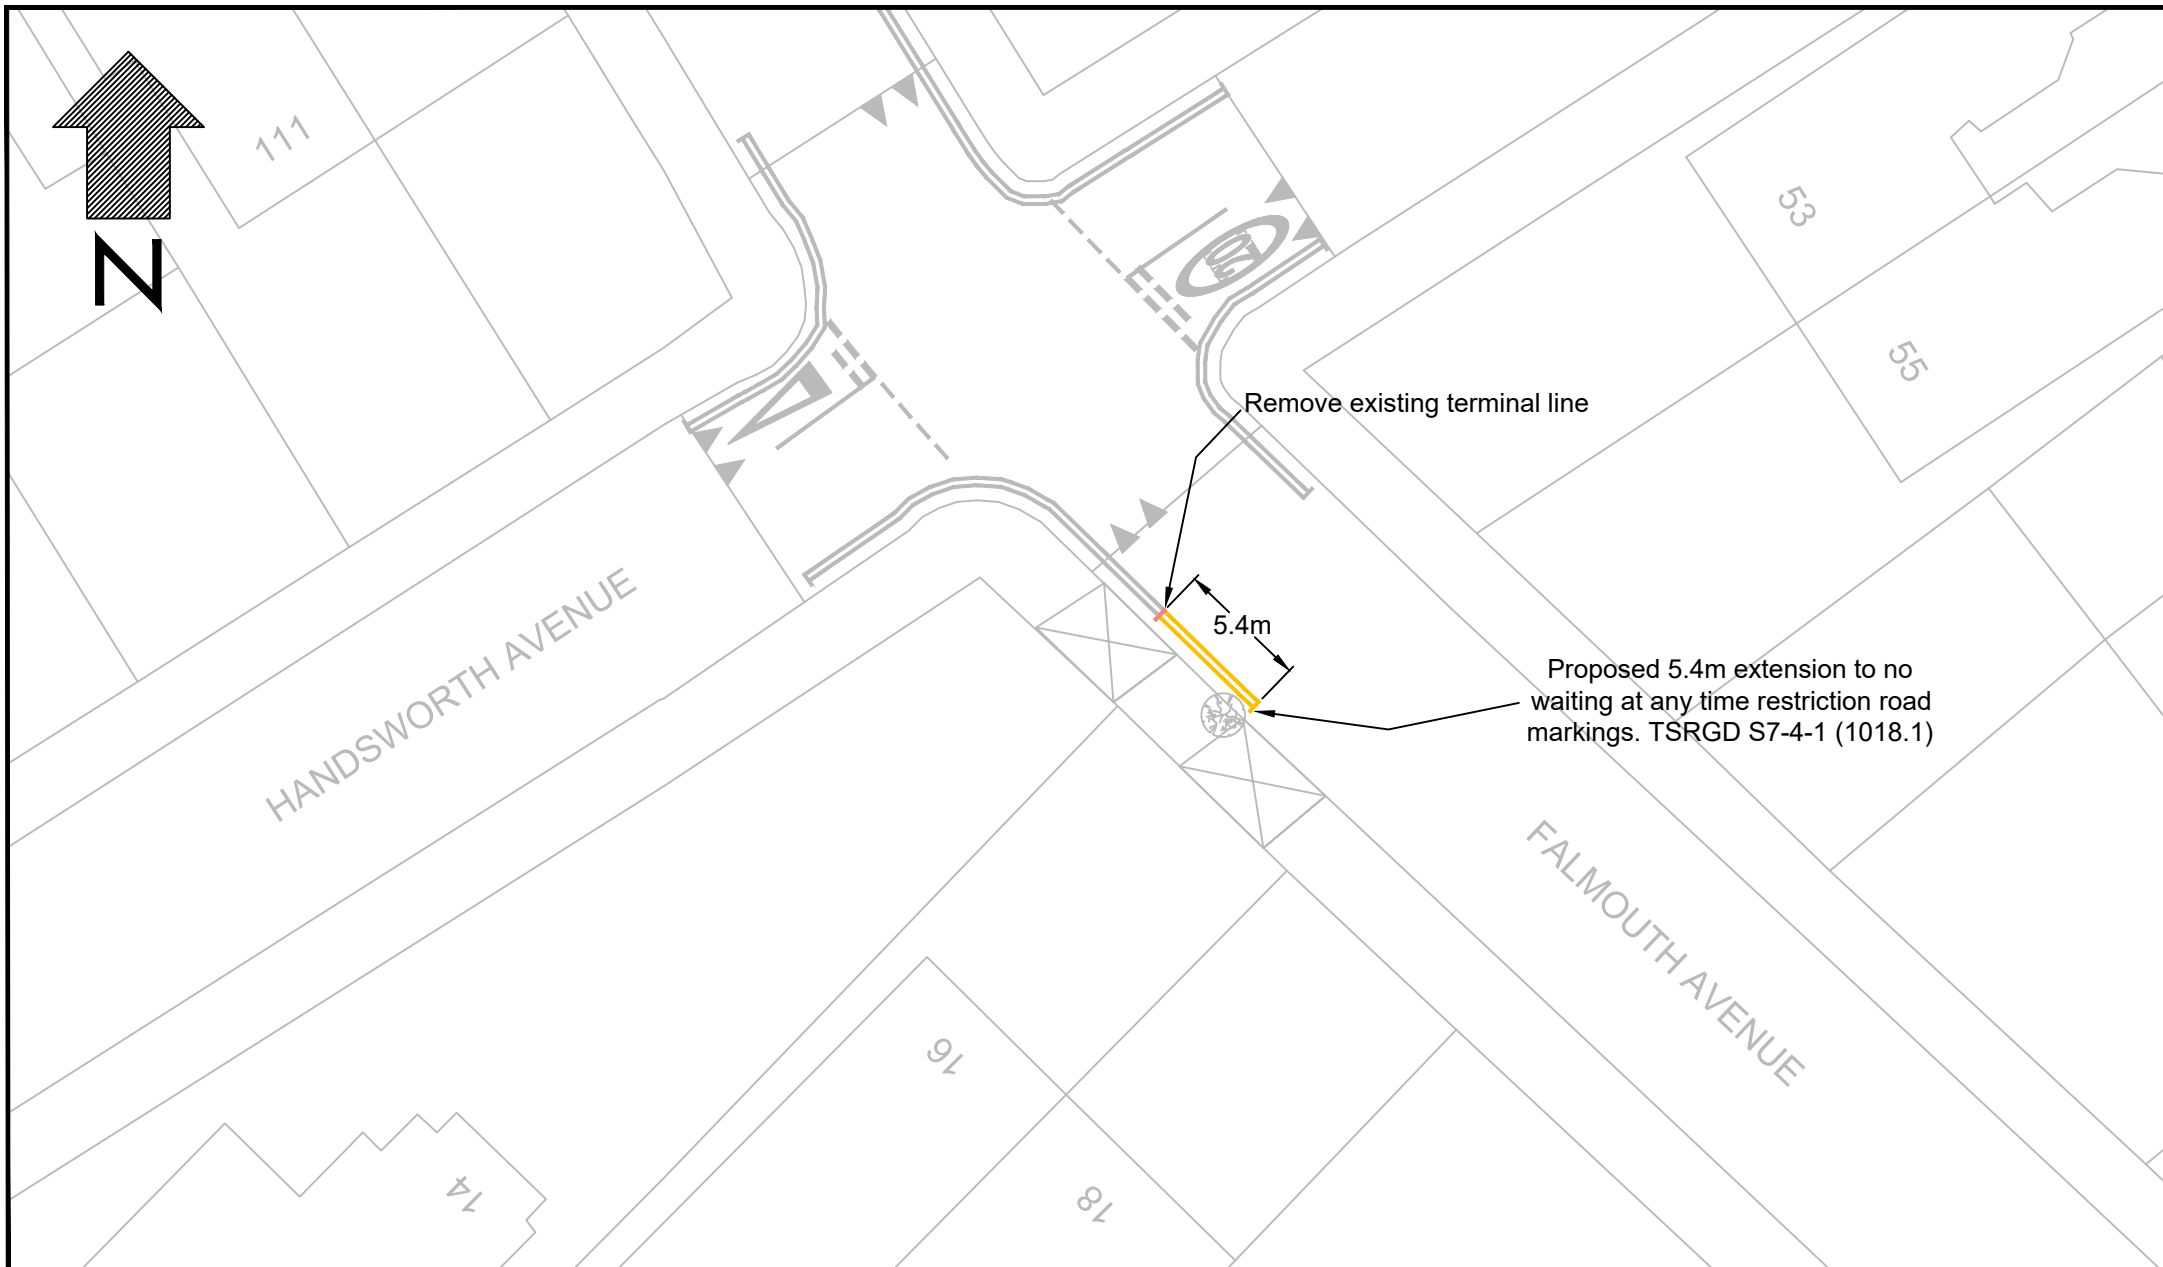 111
N
53
55
20
Remove existing terminal line
5.4m
HANDSWORTH AVENUE
Proposed 5.4m extension to no
waiting at any time restriction road
markings. TSRGD S7-4-1 (1018.1)
FALMOUTH AVENUE
16
14
18